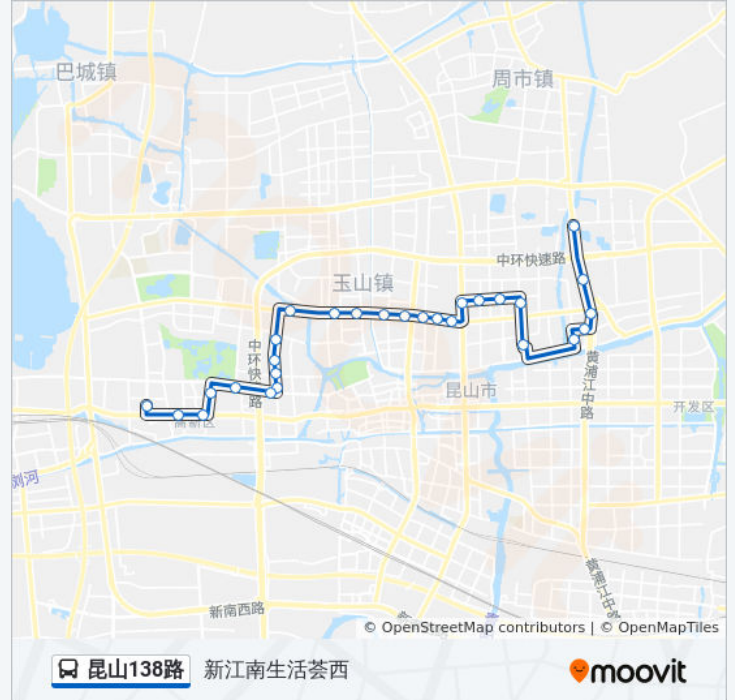 巴城镇
周市镇
中环快速路
玉山镇
中环快
路
昆山市
黄浦江中路
开发区
高新区
浏河
黄浦江中
新南西路
© OpenStreetMap contributors | © OpenMapTiles
昆山138路
新江南生活荟西
moovit